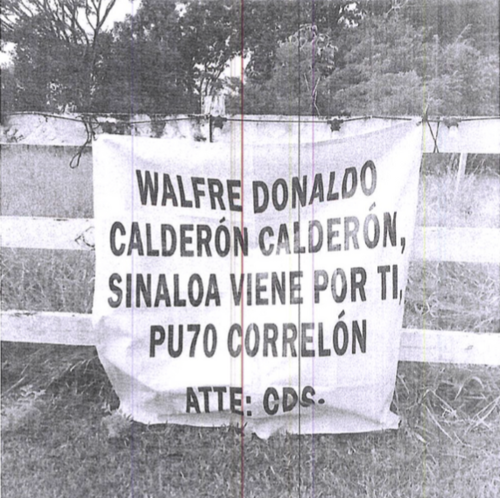 WALFRE DONALDO
CALDERÓN CALDERÓN,
SINALOA VIENE POR TI,
PU70 CORRELÓN
ATTE: CDS.